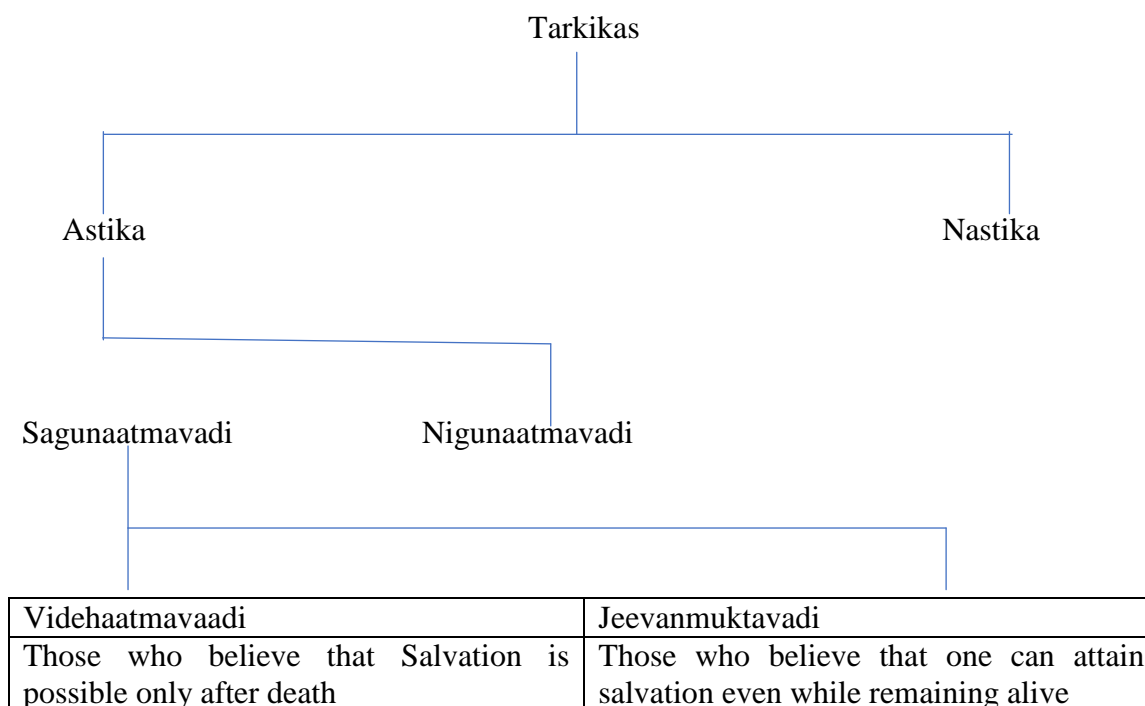 Tarkikas
Astika
Nastika
Sagunaatmavadi
Nigunaatmavadi
Videhaatmavaadi
Jeevanmuktavadi
Those who believe that Salvation is
possible only after death
Those who believe that one can attain
salvation even while remaining alive